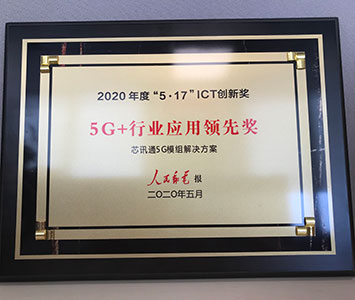 2020年度“5·17”ICT创新奖
5G+行业应用领先奖
芯讯通5G模组解决方案
人民邮电报
二〇二〇年五月